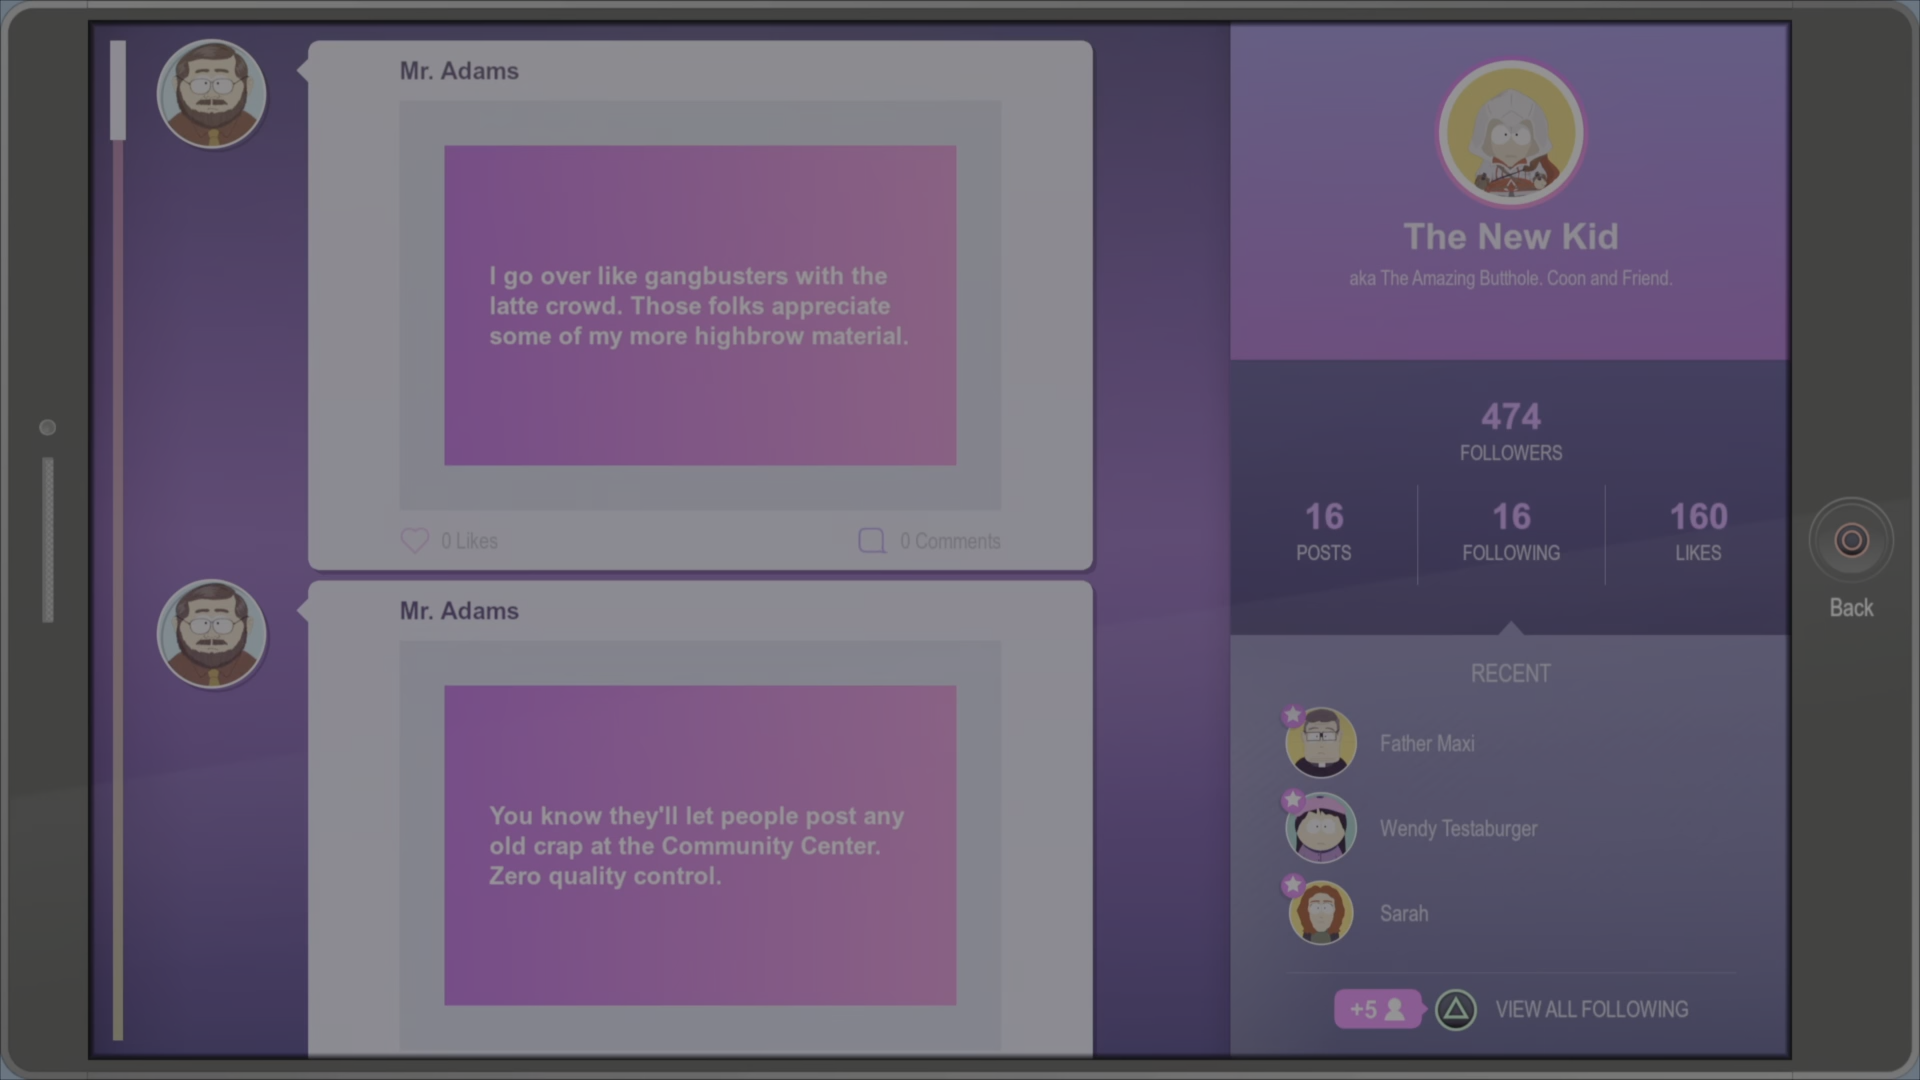 Mr. Adams
I go over like gangbusters with the
latte crowd. Those folks appreciate
some of my more highbrow material.
0 Likes
0 Comments
Mr. Adams
You know they'll let people post any
old crap at the Community Center.
Zero quality control.
The New Kid
aka The Amazing Butthole. Coon and Friend.
474
FOLLOWERS
16
POSTS
16
FOLLOWING
160
LIKES
RECENT
Father Maxi
Wendy Testaburger
Sarah
+5
VIEW ALL FOLLOWING
Back